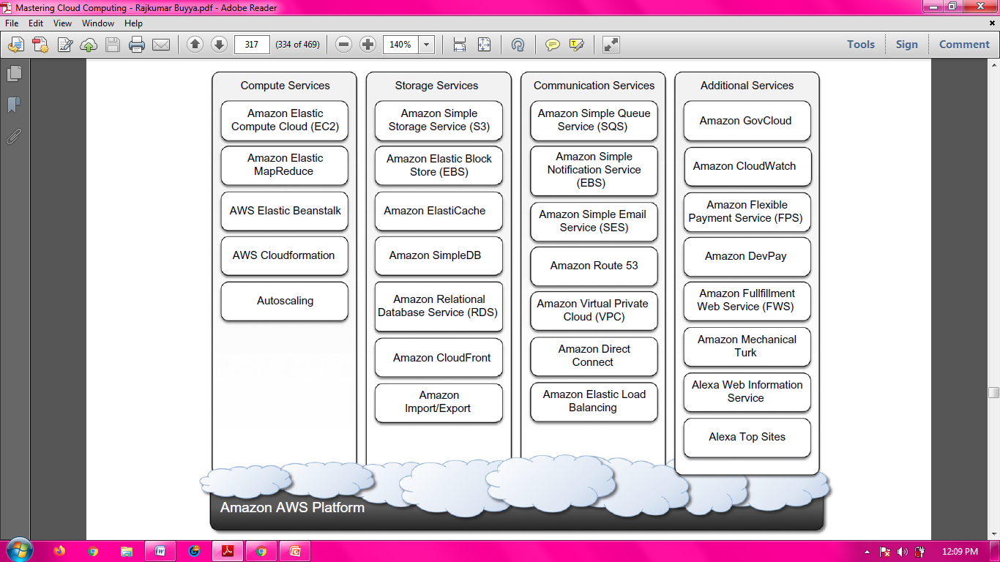 Mastering Cloud Computing - Rajkumar Buyya.pdf - Adobe Reader
File Edit View Window Help
317 (334 of 469) 140% Tools Sign Comment
Compute Services
Amazon Elastic
Compute Cloud (EC2)
Amazon Elastic
MapReduce
AWS Elastic Beanstalk
AWS Cloudformation
Autoscaling
Storage Services
Amazon Simple
Storage Service (S3)
Amazon Elastic Block
Store (EBS)
Amazon ElastiCache
Amazon SimpleDB
Amazon Relational
Database Service (RDS)
Amazon CloudFront
Amazon
Import/Export
Communication Services
Amazon Simple Queue
Service (SQS)
Amazon Simple
Notification Service
(EBS)
Amazon Simple Email
Service (SES)
Amazon Route 53
Amazon Virtual Private
Cloud (VPC)
Amazon Direct
Connect
Amazon Elastic Load
Balancing
Additional Services
Amazon GovCloud
Amazon CloudWatch
Amazon Flexible
Payment Service (FPS)
Amazon DevPay
Amazon Fullfillment
Web Service (FWS)
Amazon Mechanical
Turk
Alexa Web Information
Service
Alexa Top Sites
Amazon AWS Platform
12:09 PM